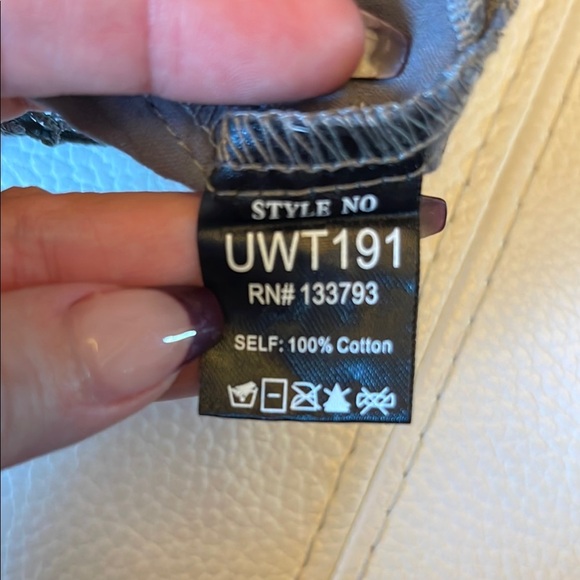 STYLE NO
UWT191
RN# 133793
SELF: 100% Cotton